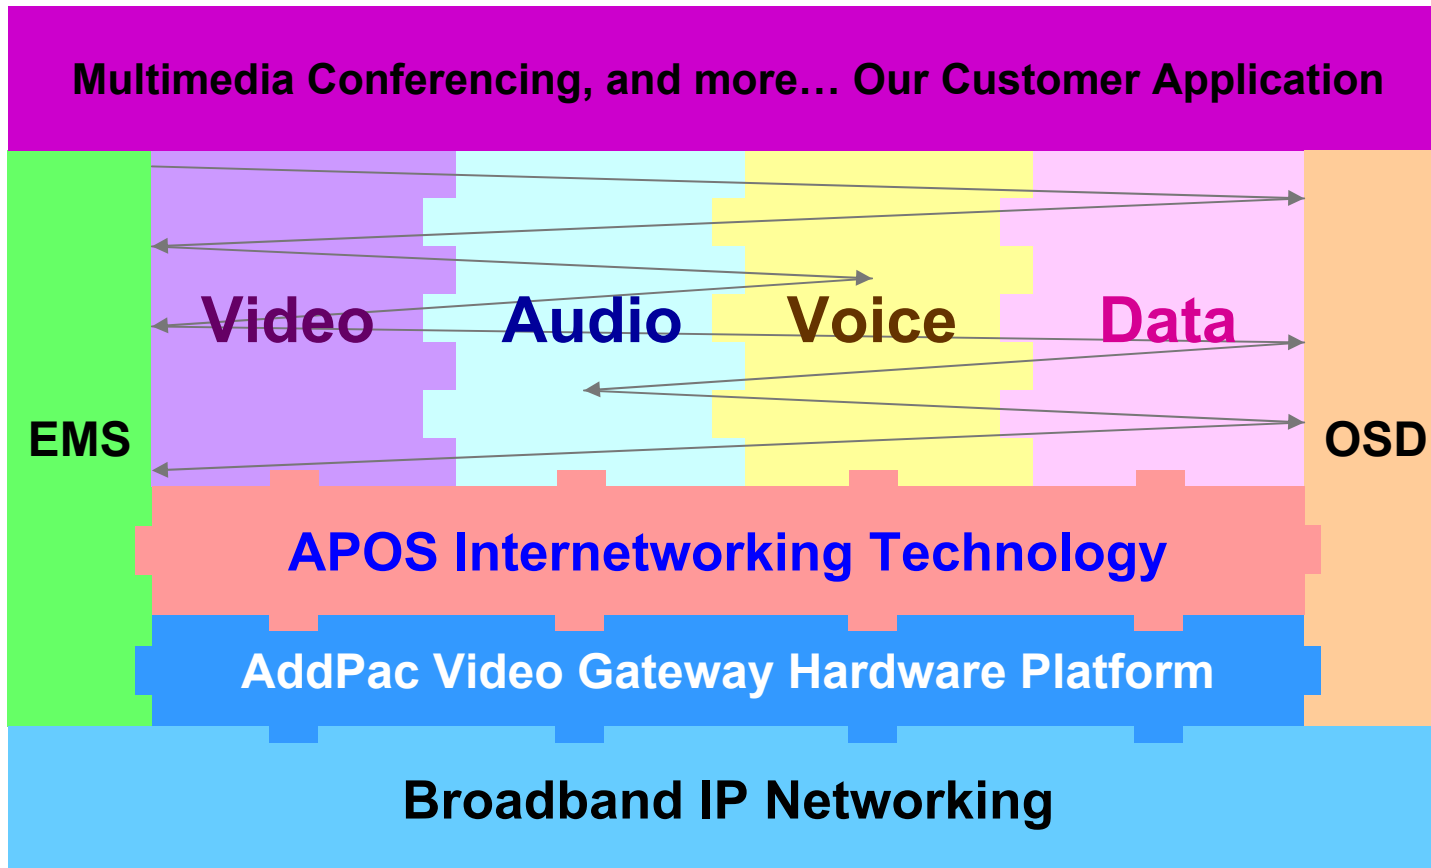 Multimedia Conferencing, and more… Our Customer Application
Video Audio Voice Data
EMS
OSD
APOS Internetworking Technology
AddPac Video Gateway Hardware Platform
Broadband IP Networking